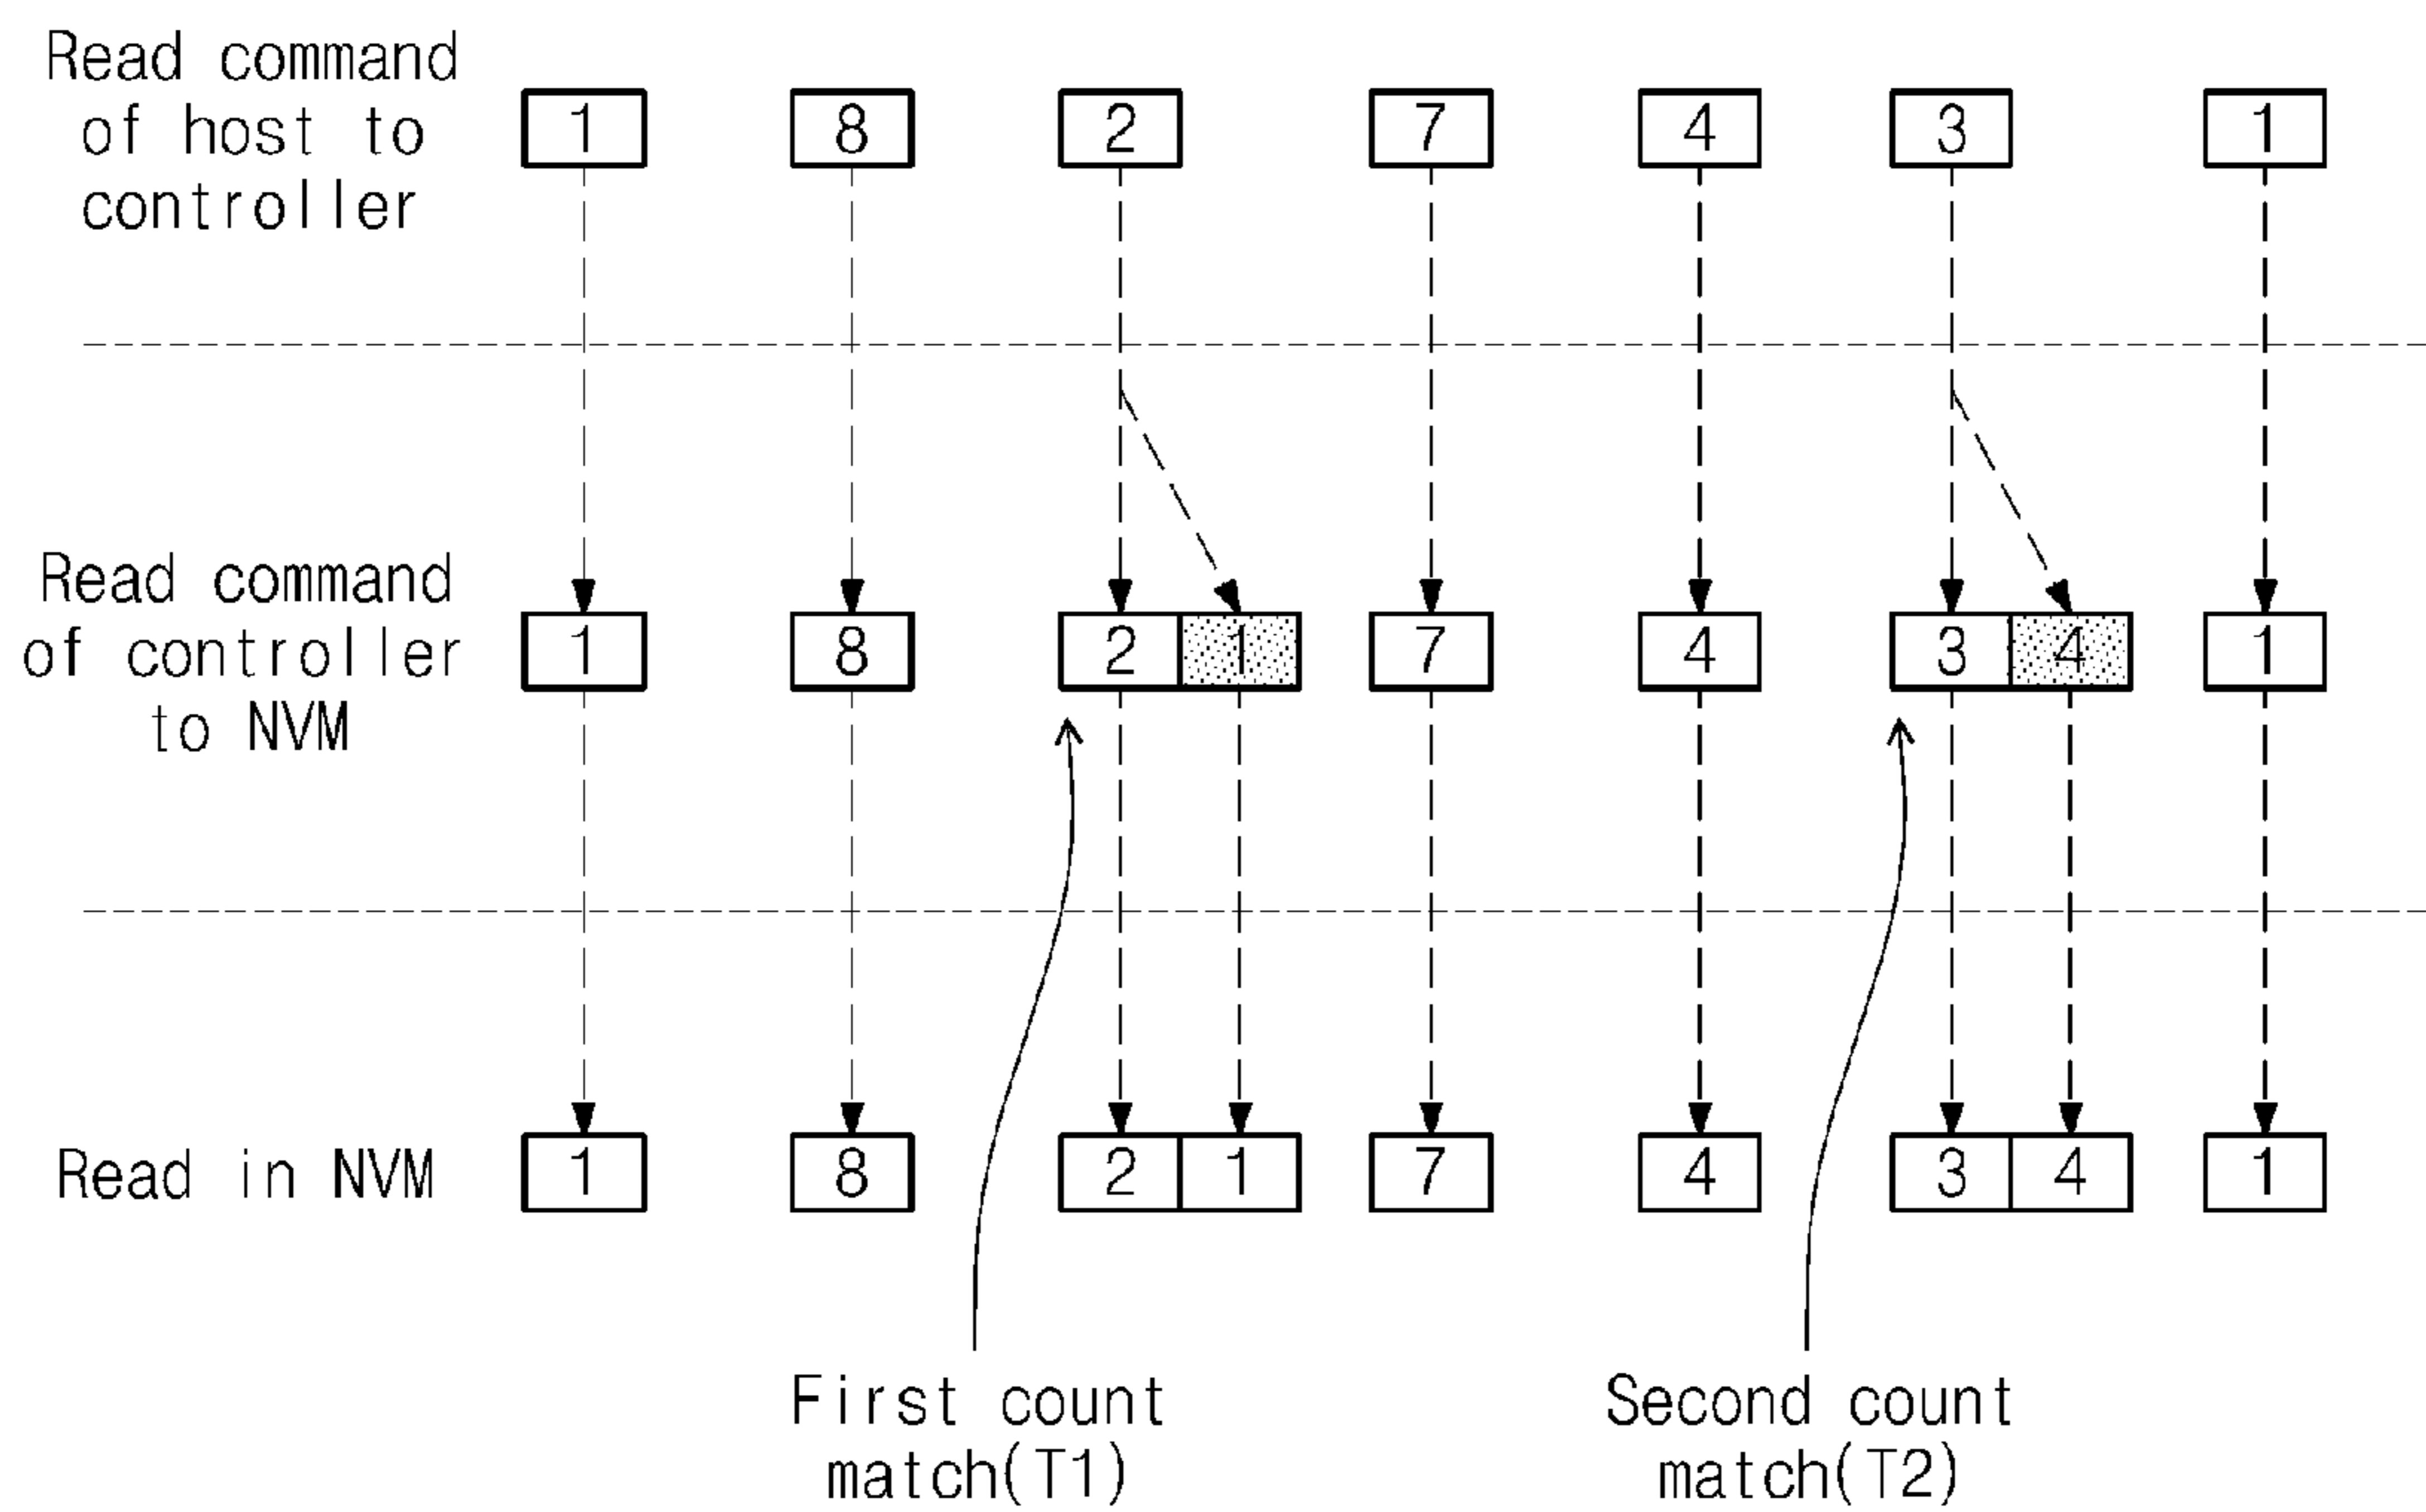 Read command
of host to
controller
1 8 2 7 4 3 1
Read command
of controller
to NVM
1 8 2 1 7 4 3 4 1
Read in NVM
1 8 2 1 7 4 3 4 1
First count
match(T1)
Second count
match(T2)